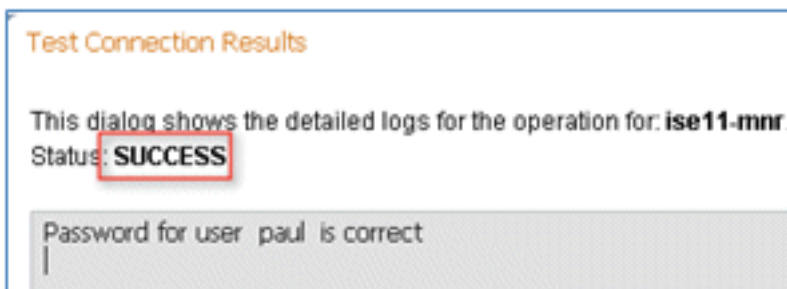 Test Connection Results
This dialog shows the detailed logs for the operation for: ise11-mnr
Status: SUCCESS
Password for user paul is correct